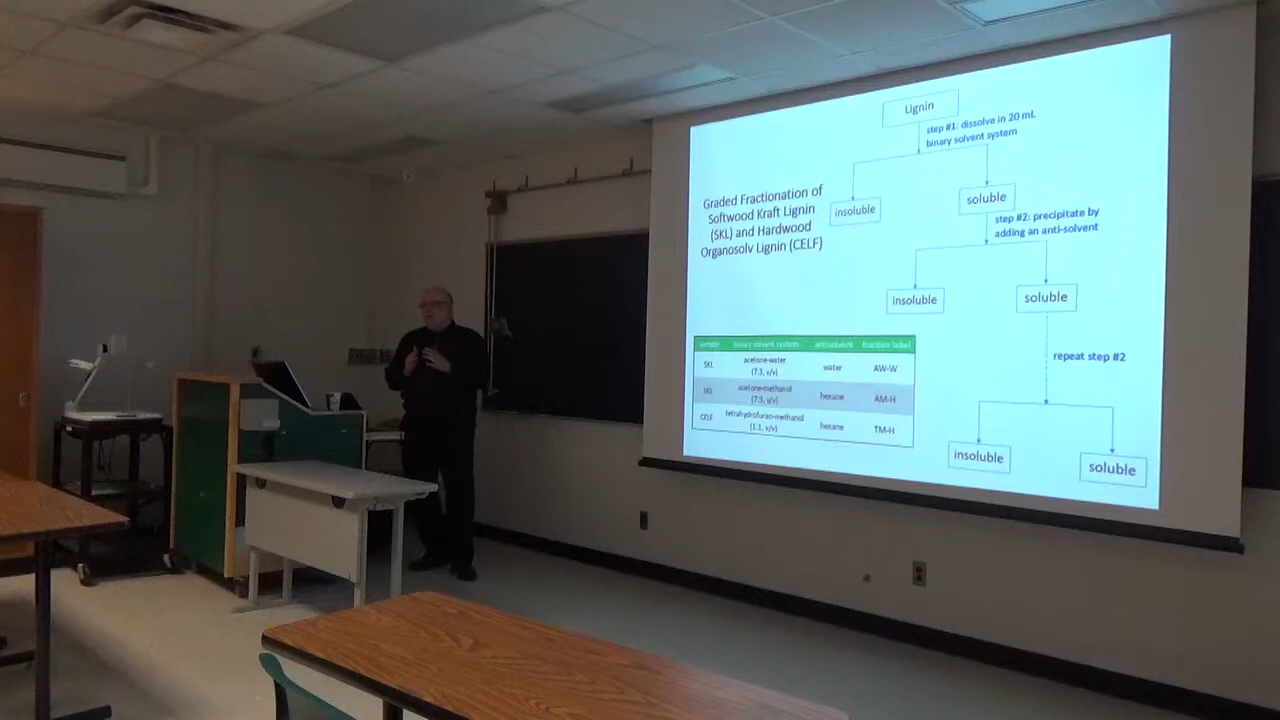 Lignin
step #1: dissolve in 20 mL
binary solvent system
insoluble
soluble
Graded Fractionation of
Softwood Kraft Lignin
(SKL) and Hardwood
Organosolv Lignin (CELF)
step #2: precipitate by
adding an anti-solvent
insoluble
soluble
repeat step #2
insoluble
soluble
sample binary solvent system antisolvent fraction label
SKL acetone-water (7:3, v/v) water AW-W
SKL acetone-methanol (7:3, v/v) hexane AM-H
CELF tetrahydrofuran-methanol (1:1, v/v) hexane TM-H